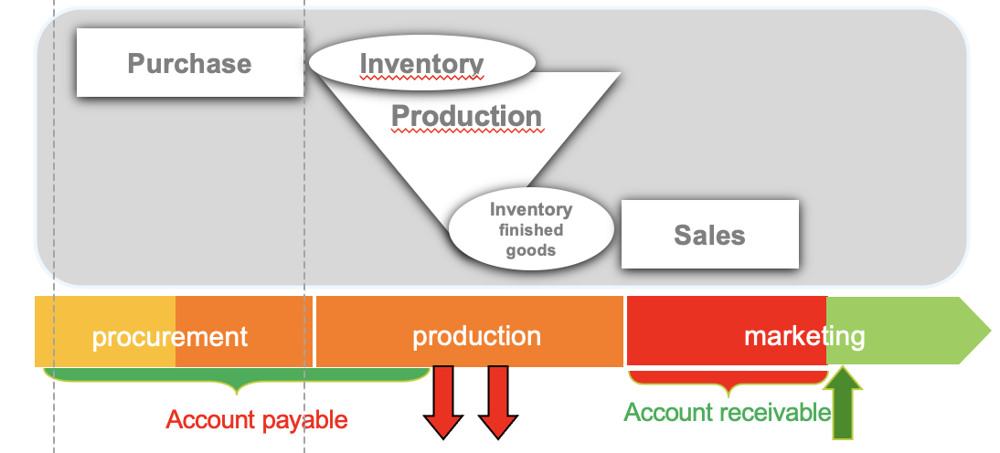 Purchase
Inventory
Production
Inventory
finished
goods
Sales
procurement
production
marketing
Account payable
Account receivable